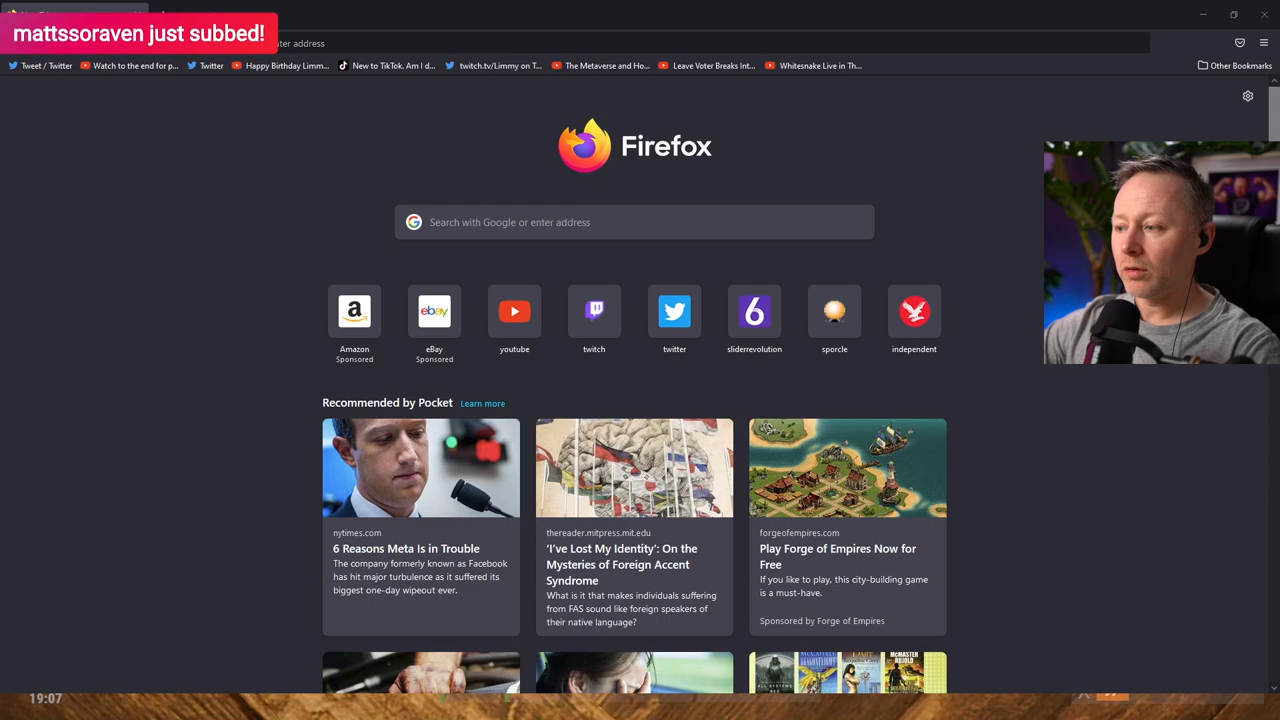 mattssoraven just subbed!
nter address
Tweet / Twitter
Watch to the end for p...
Twitter
Happy Birthday Limm...
New to TikTok. Am I d...
twitch.tv/Limmy on T...
The Metaverse and Ho...
Leave Voter Breaks Int...
Whitesnake Live in Th...
Other Bookmarks
Firefox
Search with Google or enter address
a
ebay
6
Amazon
Sponsored
eBay
Sponsored
youtube
twitch
twitter
sliderrevolution
sporcle
independent
Recommended by Pocket Learn more
nytimes.com
6 Reasons Meta Is in Trouble
The company formerly known as Facebook
has hit major turbulence as it suffered its
biggest one-day wipeout ever.
thereader.mitpress.mit.edu
‘I’ve Lost My Identity’: On the
Mysteries of Foreign Accent
Syndrome
What is it that makes individuals suffering
from FAS sound like foreign speakers of
their native language?
forgeofempires.com
Play Forge of Empires Now for
Free
If you like to play, this city-building game
is a must-have.
Sponsored by Forge of Empires
19:07